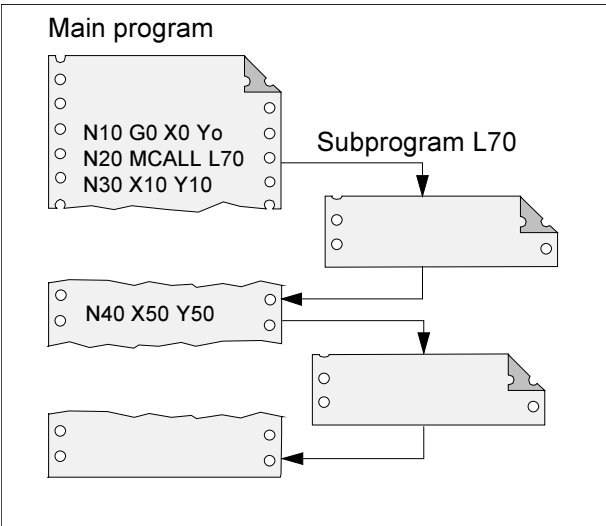 Main program
N10 G0 X0 Yo
N20 MCALL L70
N30 X10 Y10
Subprogram L70
N40 X50 Y50